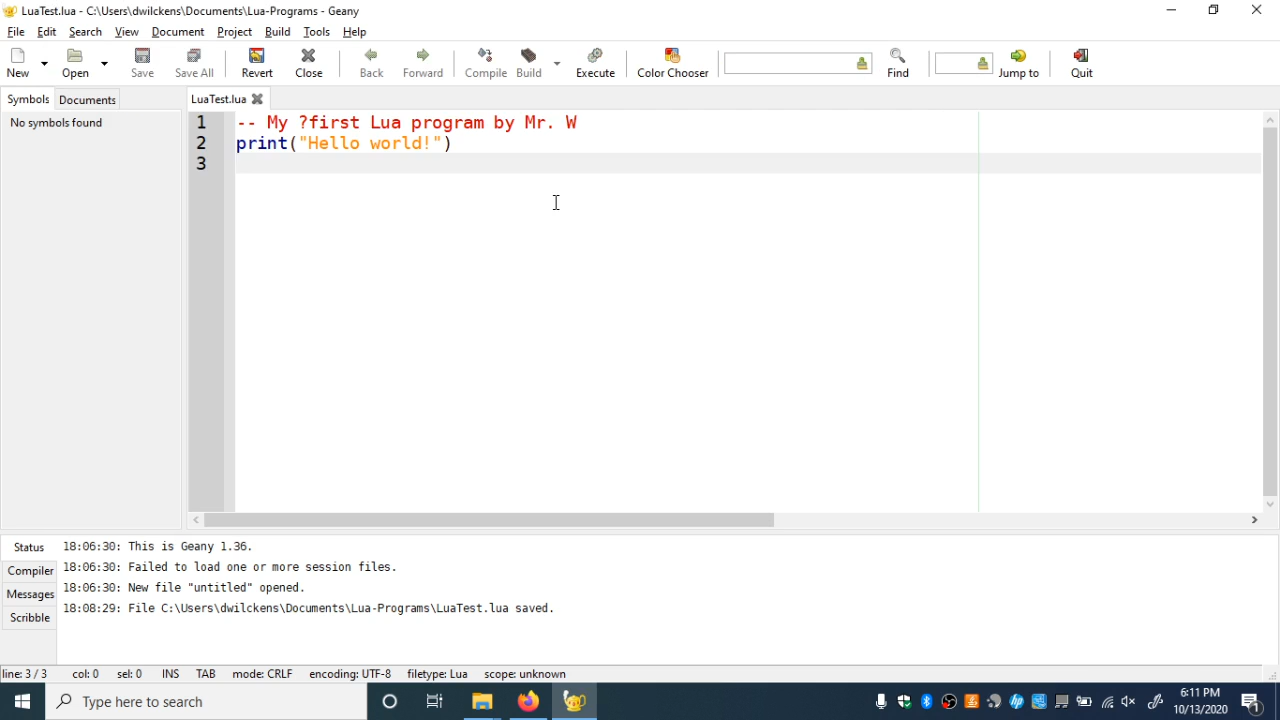 LuaTest.lua - C:\Users\dwilckens\Documents\Lua-Programs - Geany
File Edit Search View Document Project Build Tools Help
New Open Save Save All Revert Close Back Forward Compile Build Execute Color Chooser Find Jump to Quit
Symbols Documents LuaTest.lua
No symbols found
1 -- My ?first Lua program by Mr. W
2 print("Hello world!")
3
Status 18:06:30: This is Geany 1.36.
Compiler 18:06:30: Failed to load one or more session files.
Messages 18:06:30: New file "untitled" opened.
Scribble 18:08:29: File C:\Users\dwilckens\Documents\Lua-Programs\LuaTest.lua saved.
line: 3 / 3 col: 0 sel: 0 INS TAB mode: CRLF encoding: UTF-8 filetype: Lua scope: unknown
Type here to search
6:11 PM
10/13/2020
1